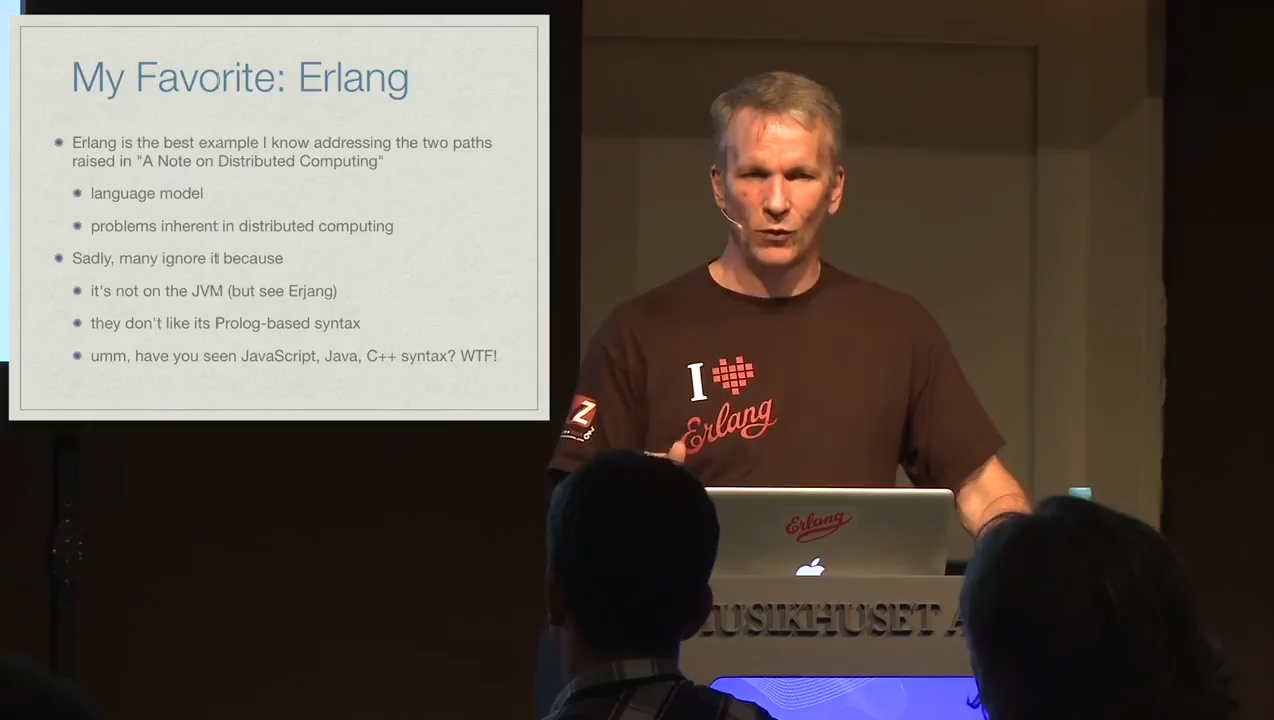 My Favorite: Erlang
Erlang is the best example I know addressing the two paths
raised in "A Note on Distributed Computing"
language model
problems inherent in distributed computing
Sadly, many ignore it because
it's not on the JVM (but see Erjang)
they don't like its Prolog-based syntax
umm, have you seen JavaScript, Java, C++ syntax? WTF!
I
Erlang
Z
Erlang
MUSIKHUSET A